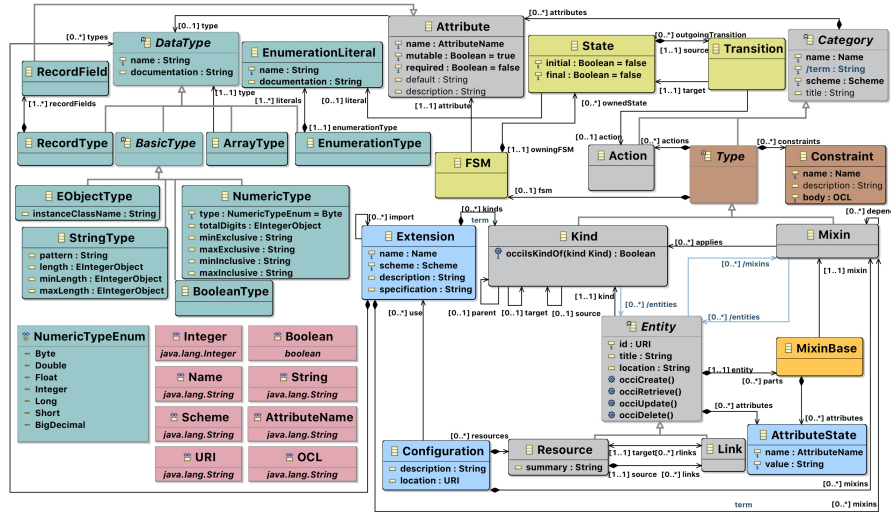 [0..1] type
[0..*] attributes
[0..*] types
DataType
name : String
documentation : String
EnumerationLiteral
name : String
documentation : String
Attribute
name : AttributeName
mutable : Boolean = true
required : Boolean = false
default : String
description : String
State
initial : Boolean = false
final : Boolean = false
[0..*] outgoingTransition
[1..1] source
Transition
[1..1] target
Category
name : Name
/term : String
scheme : Scheme
title : String
RecordField
[1..*] recordFields
[1..1] type
[1..*] literals
[0..1] literal
[1..1] attribute
[0..*] ownedState
[1..1] enumerationType
[1..1] owningFSM
[0..1] action
[0..*] actions
[0..*] constraints
RecordType
BasicType
ArrayType
EnumerationType
FSM
[0..1] fsm
Action
Type
Constraint
name : Name
description : String
body : OCL
EObjectType
instanceClassName : String
NumericType
type : NumericTypeEnum = Byte
totalDigits : EIntegerObject
minExclusive : String
maxExclusive : String
minInclusive : String
maxInclusive : String
StringType
pattern : String
length : EIntegerObject
minLength : EIntegerObject
maxLength : EIntegerObject
BooleanType
[0..*] import
[0..*] kinds
term
Extension
name : Name
scheme : Scheme
description : String
specification : String
Kind
occiIsKindOf(kind Kind) : Boolean
[0..*] applies
[0..*] depen
Mixin
[0..*] /mixins
[1..1] mixin
[0..1] parent
[0..1] target
[0..1] source
[1..1] kind
[0..*] /entities
[0..*] /entities
[0..*] use
Entity
id : URI
title : String
location : String
occiCreate()
occiRetrieve()
occiUpdate()
occiDelete()
[1..1] entity
[0..*] parts
MixinBase
[0..*] attributes
[0..*] attributes
NumericTypeEnum
Byte
Double
Float
Integer
Long
Short
BigDecimal
Integer
java.lang.Integer
Boolean
boolean
Name
java.lang.String
String
java.lang.String
Scheme
java.lang.String
AttributeName
java.lang.String
URI
java.lang.String
OCL
java.lang.String
[0..*] resources
Configuration
description : String
location : URI
Resource
summary : String
[1..1] target
[0..*] rlinks
[1..1] source
[0..*] links
Link
AttributeState
name : AttributeName
value : String
[0..*] mixins
term
[0..*] mixins